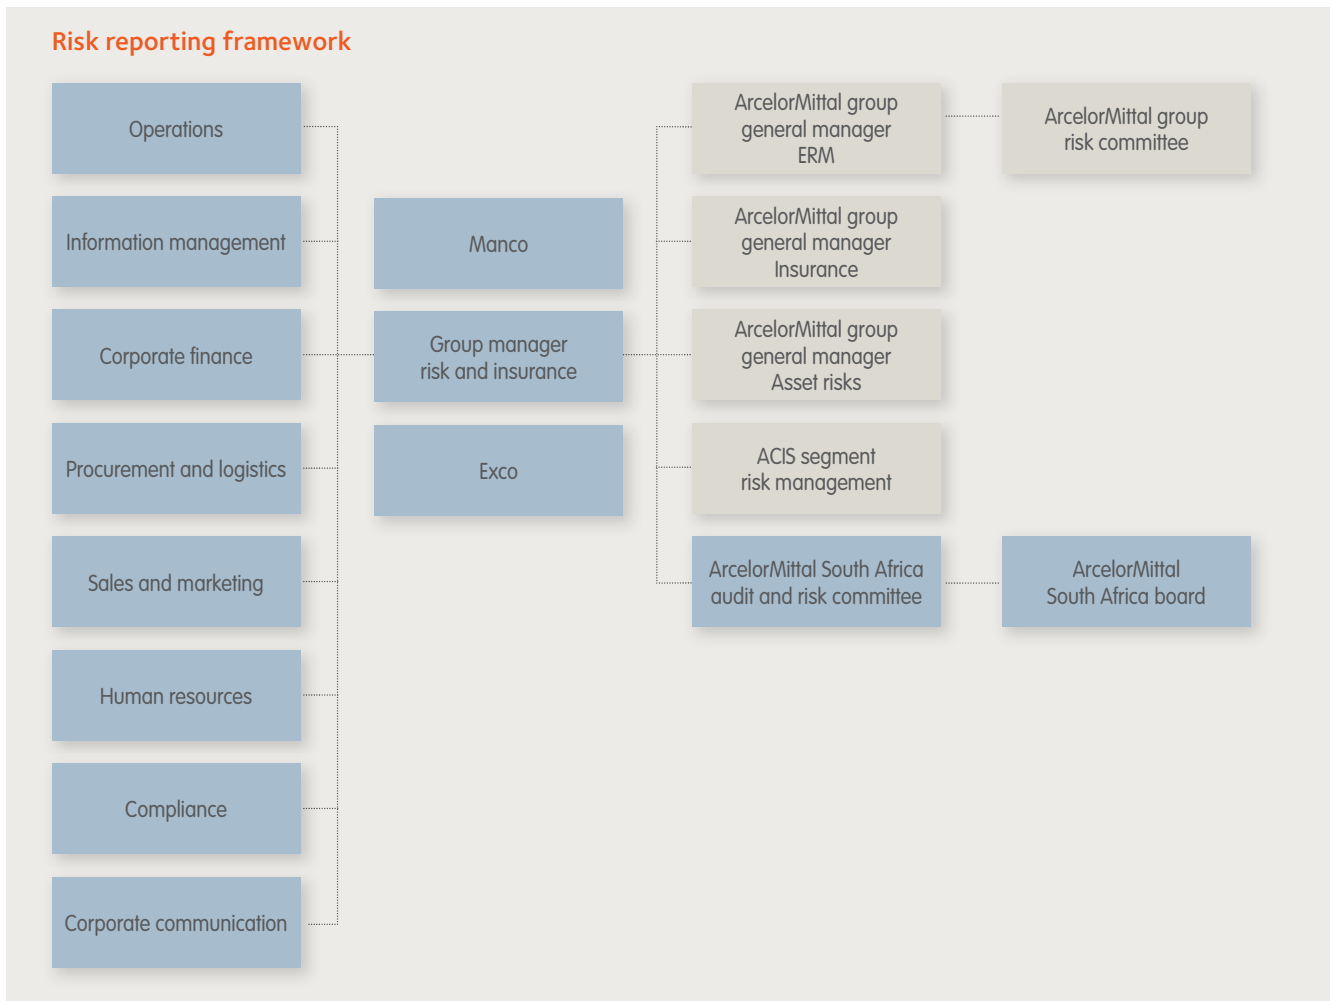 Risk reporting framework
Operations
Information management
Corporate finance
Procurement and logistics
Sales and marketing
Human resources
Compliance
Corporate communication
Manco
Group manager
risk and insurance
Exco
ArcelorMittal group
general manager
ERM
ArcelorMittal group
general manager
Insurance
ArcelorMittal group
general manager
Asset risks
ACIS segment
risk management
ArcelorMittal South Africa
audit and risk committee
ArcelorMittal group
risk committee
ArcelorMittal
South Africa board